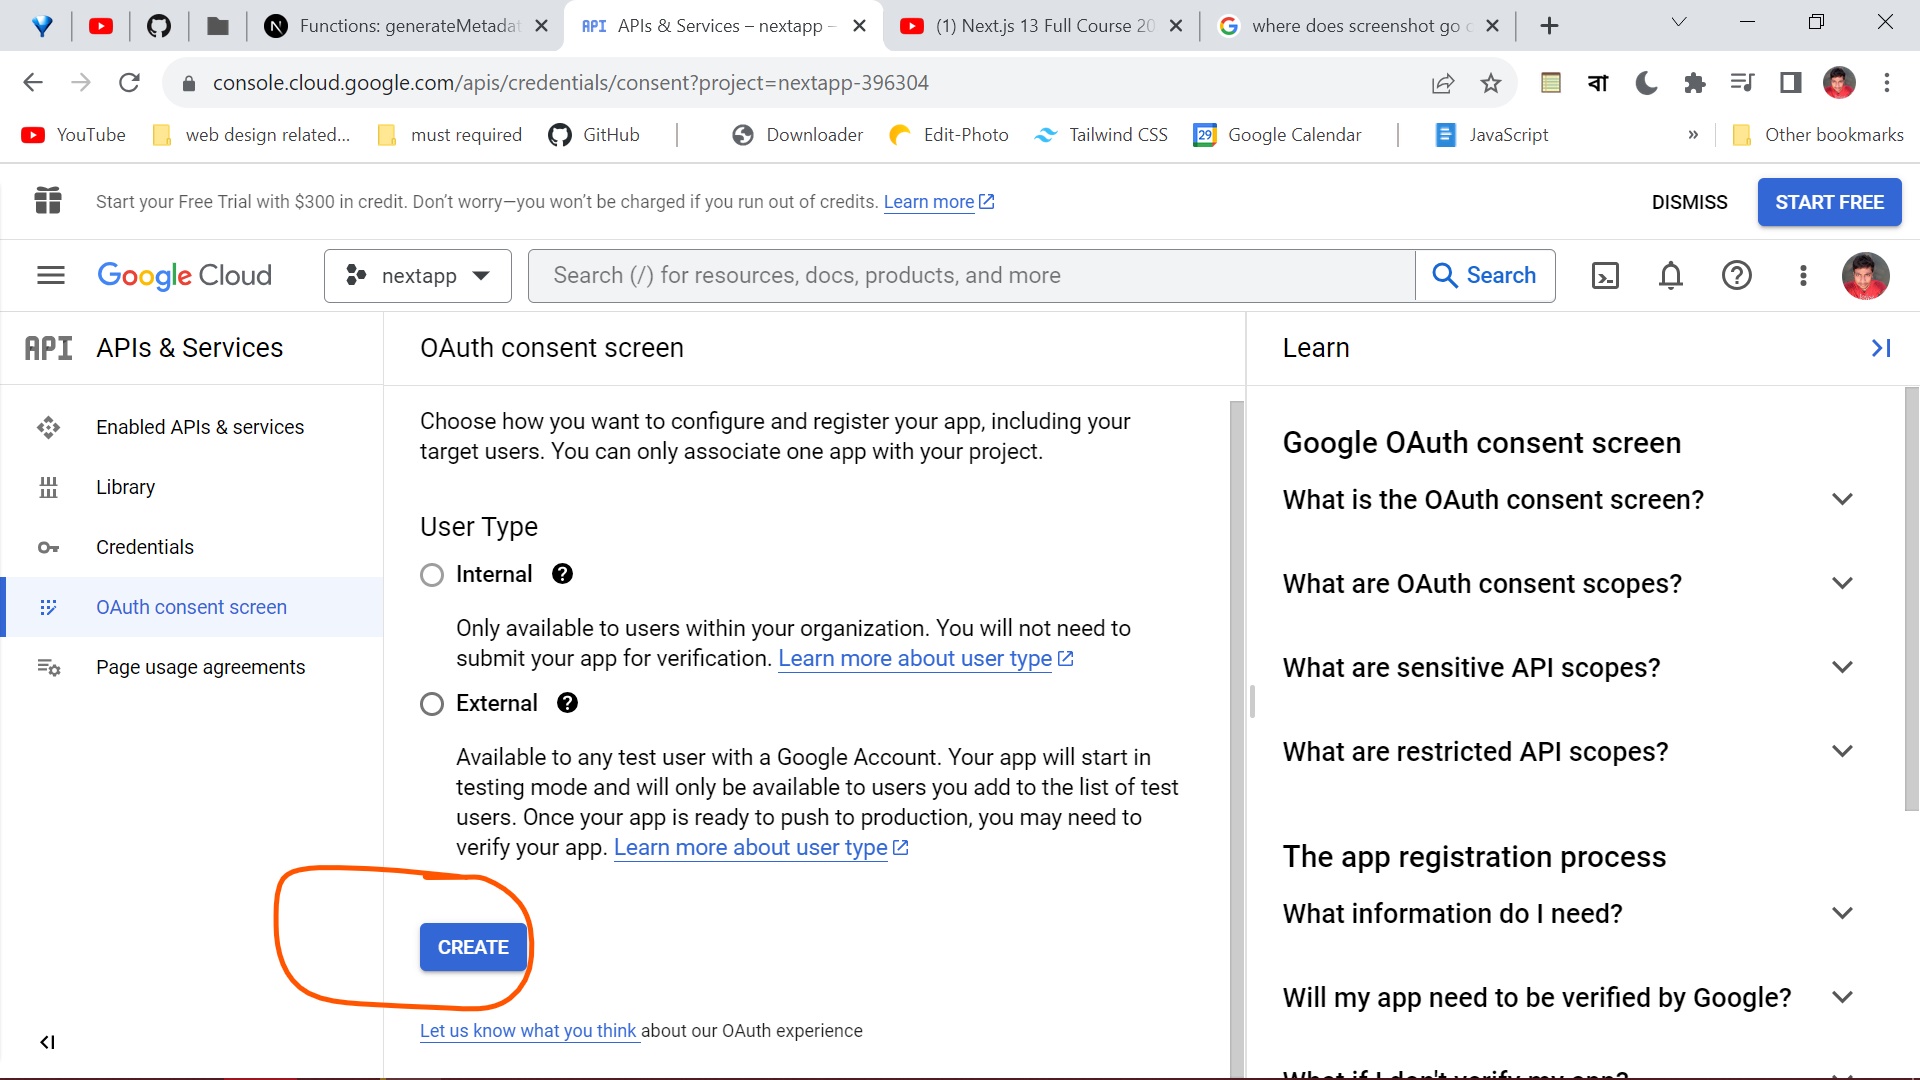 Functions: generateMetadat
API APIs & Services – nextapp –
(1) Next.js 13 Full Course 20
where does screenshot go o
console.cloud.google.com/apis/credentials/consent?project=nextapp-396304
বা
YouTube
web design related...
must required
GitHub
Downloader
Edit-Photo
Tailwind CSS
29
Google Calendar
JavaScript
»
Other bookmarks
Start your Free Trial with $300 in credit. Don't worry—you won't be charged if you run out of credits. Learn more
DISMISS
START FREE
Google Cloud
nextapp
Search (/) for resources, docs, products, and more
Search
API APIs & Services
Enabled APIs & services
Library
Credentials
OAuth consent screen
Page usage agreements
OAuth consent screen
Choose how you want to configure and register your app, including your
target users. You can only associate one app with your project.
User Type
Internal
Only available to users within your organization. You will not need to
submit your app for verification. Learn more about user type
External
Available to any test user with a Google Account. Your app will start in
testing mode and will only be available to users you add to the list of test
users. Once your app is ready to push to production, you may need to
verify your app. Learn more about user type
CREATE
Let us know what you think about our OAuth experience
Learn
Google OAuth consent screen
What is the OAuth consent screen?
What are OAuth consent scopes?
What are sensitive API scopes?
What are restricted API scopes?
The app registration process
What information do I need?
Will my app need to be verified by Google?
What if I don't verify my app?